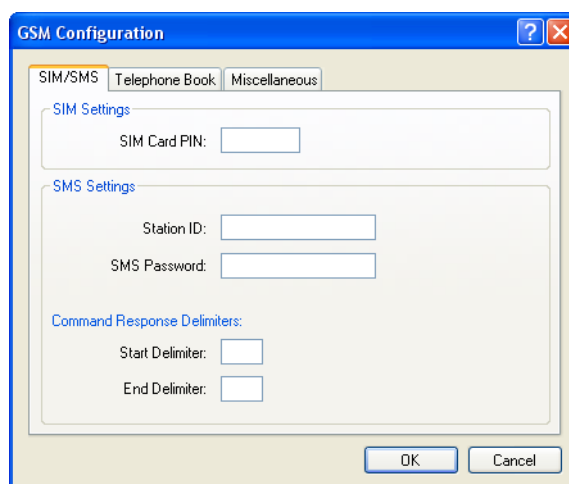 GSM Configuration
SIM/SMS Telephone Book Miscellaneous
SIM Settings
SIM Card PIN:
SMS Settings
Station ID:
SMS Password:
Command Response Delimiters:
Start Delimiter:
End Delimiter:
OK Cancel